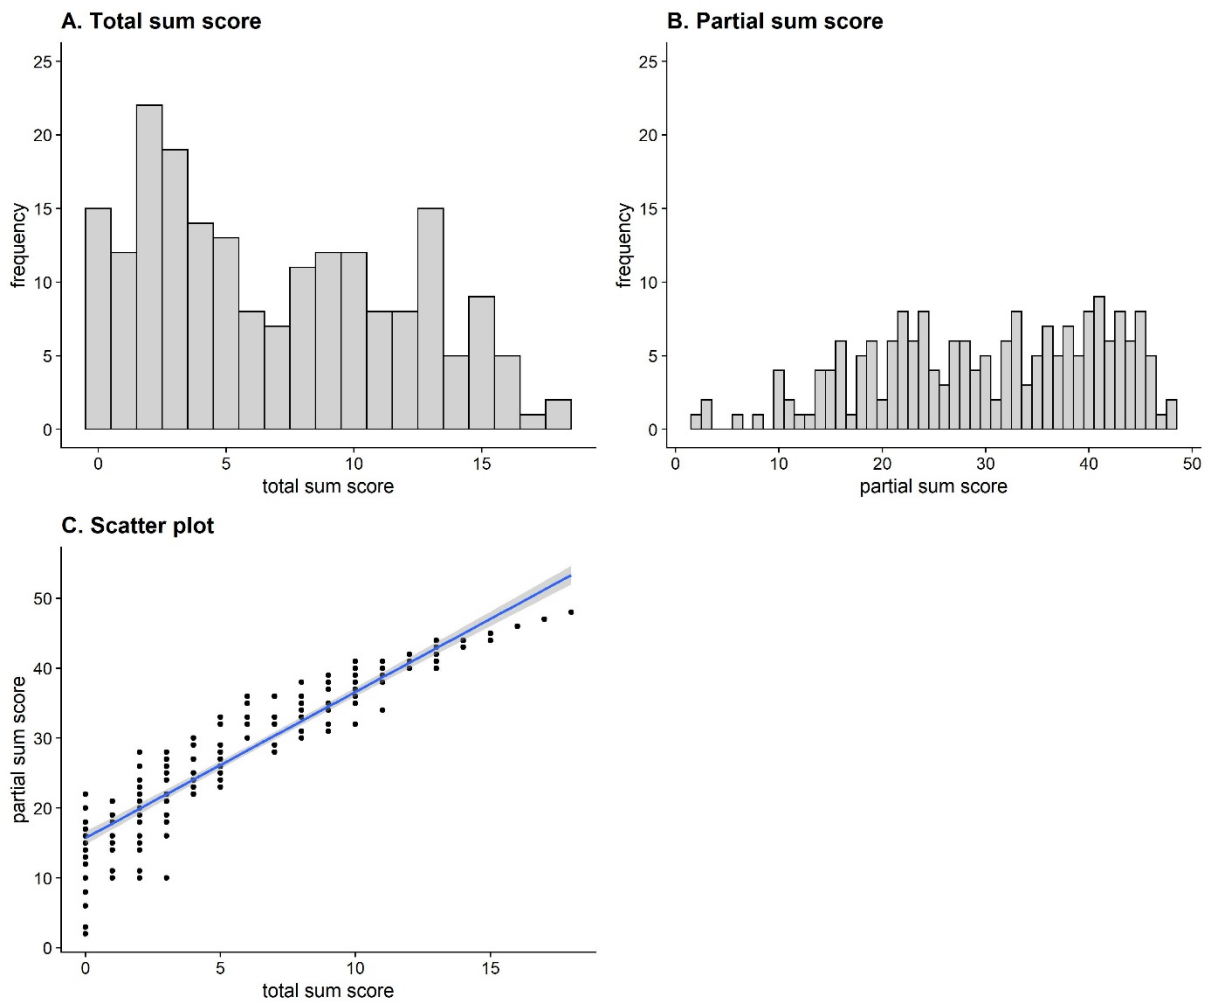 A. Total sum score
25
20
15
10
5
0
frequency
0 5 10 15
total sum score
B. Partial sum score
25
20
15
10
5
0
frequency
0 10 20 30 40 50
partial sum score
C. Scatter plot
50
40
30
20
10
0
partial sum score
0 5 10 15
total sum score